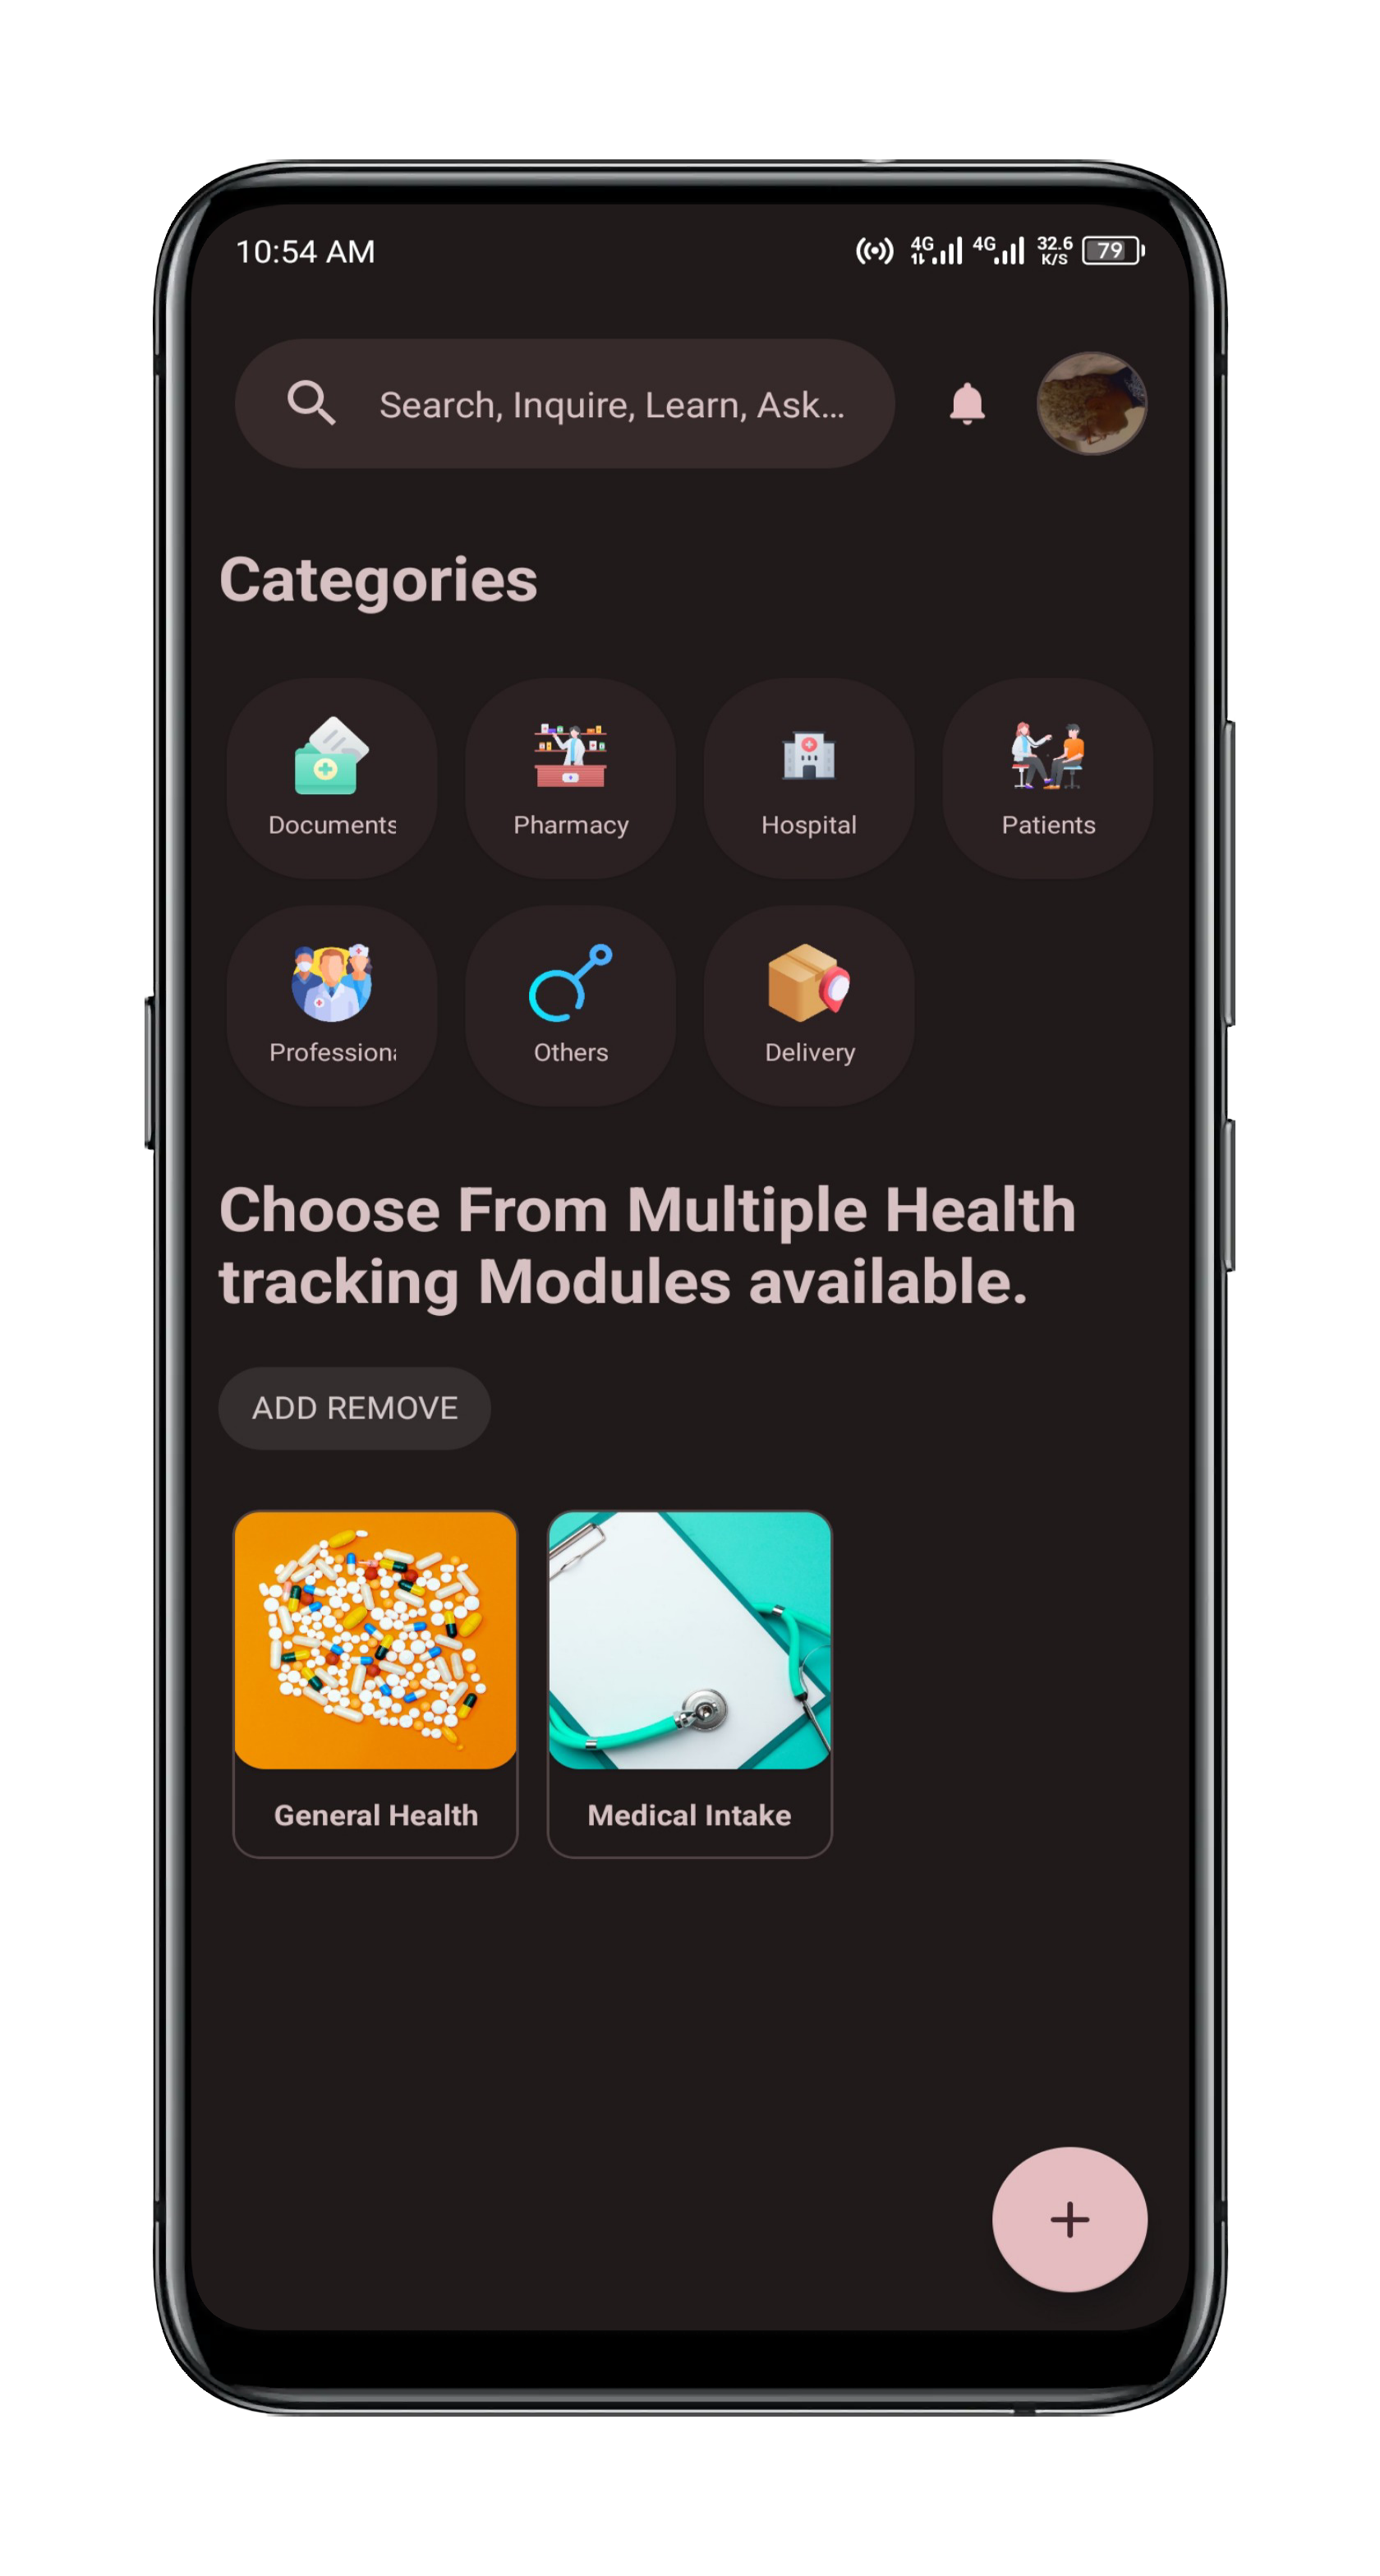 10:54 AM 4G 4G 32.6 K/S 79
Search, Inquire, Learn, Ask...
Categories
Documents Pharmacy Hospital Patients
Professiona Others Delivery
Choose From Multiple Health
tracking Modules available.
ADD REMOVE
General Health Medical Intake